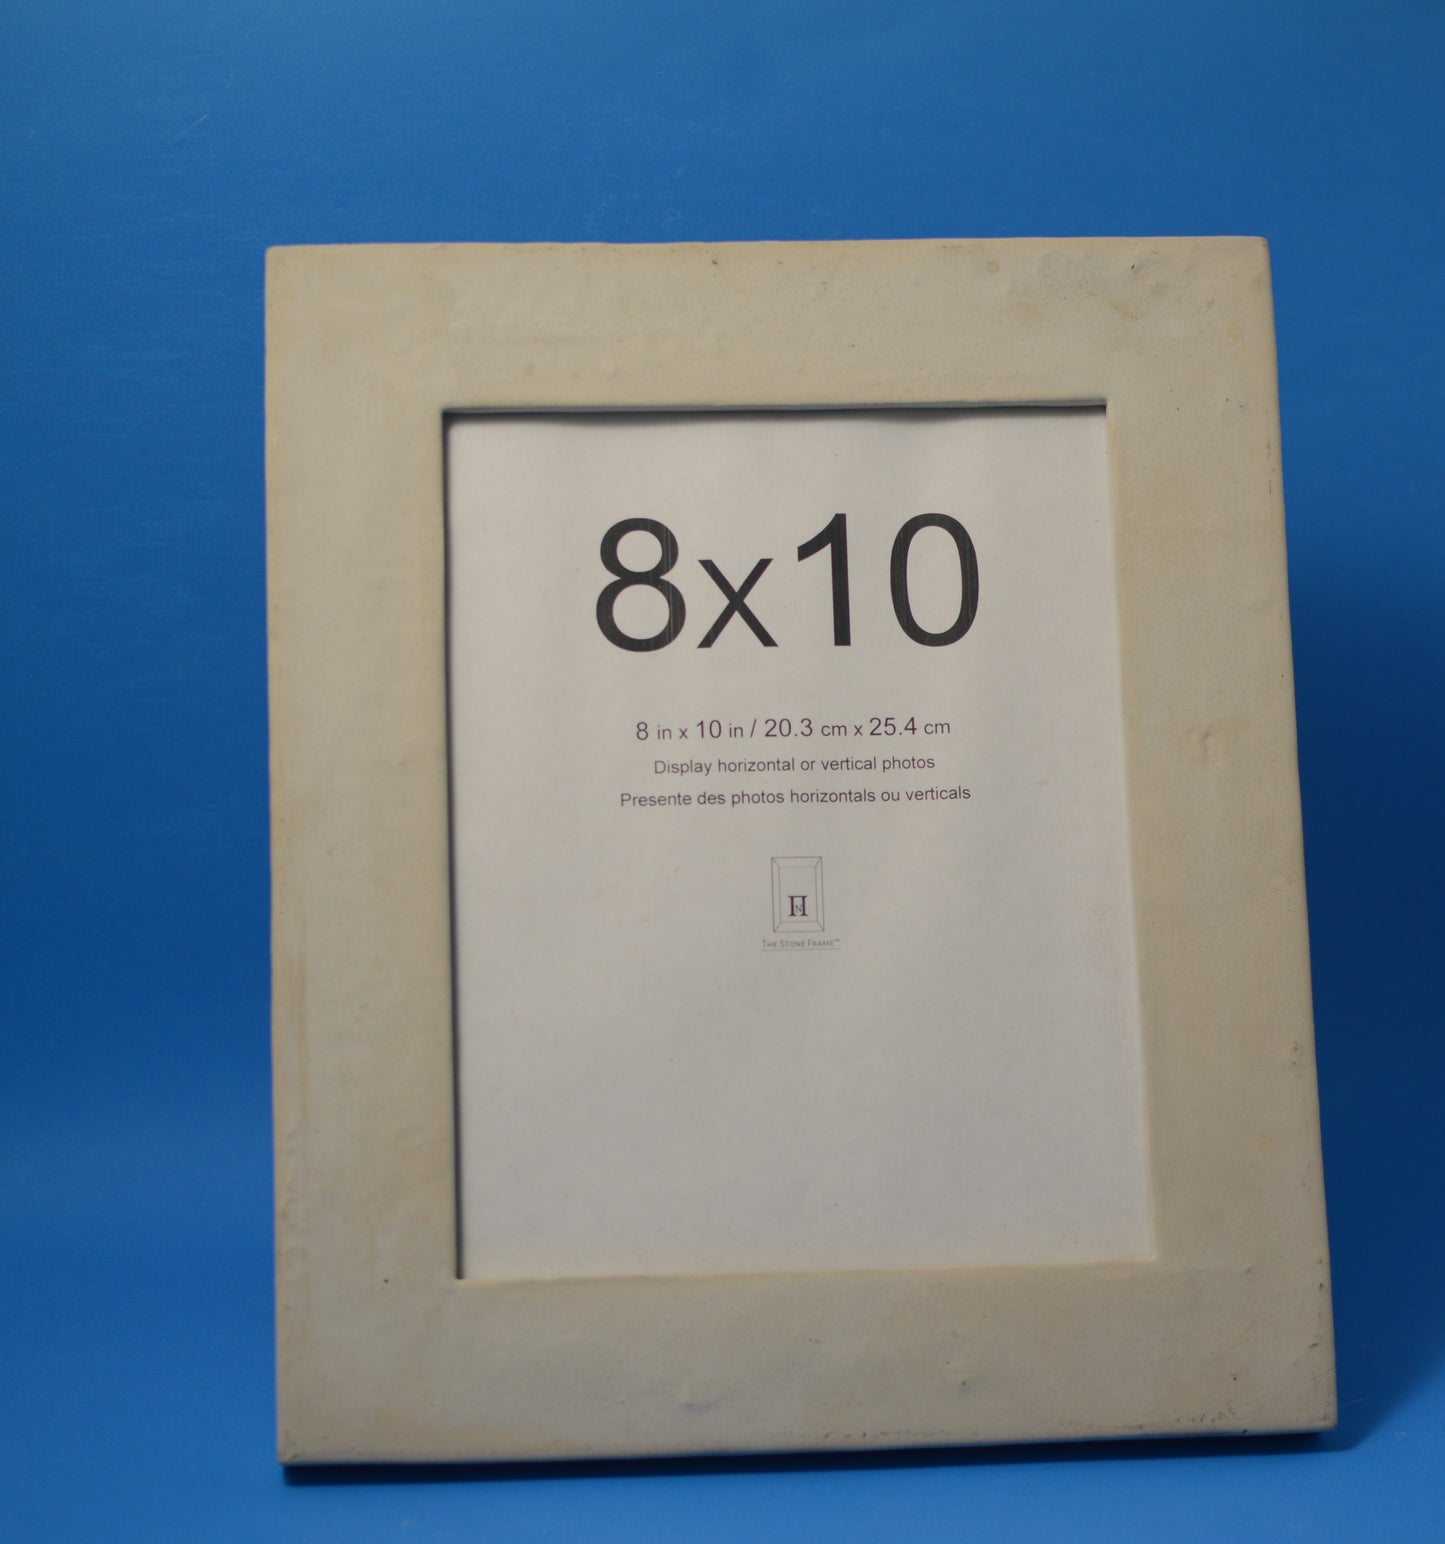 8x10
8 in x 10 in / 20.3 cm x 25.4 cm
Display horizontal or vertical photos
Presente des photos horizontals ou verticals
THE STONE FRAME™